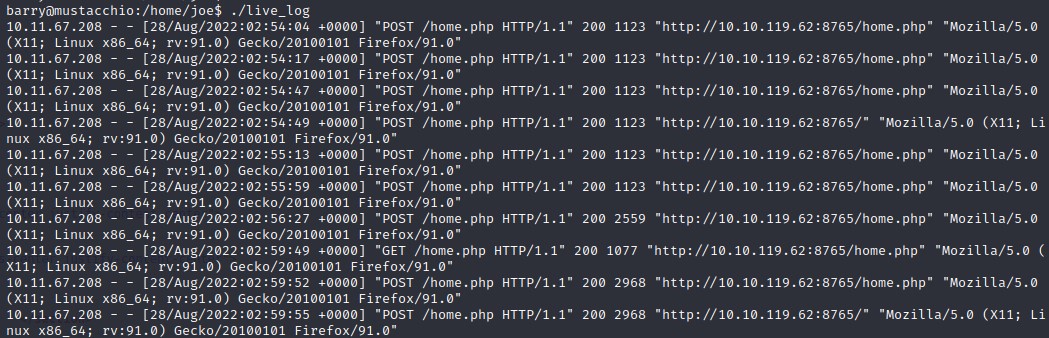 barry@mustacchio:/home/joe$ ./live_log
10.11.67.208 - - [28/Aug/2022:02:54:04 +0000] "POST /home.php HTTP/1.1" 200 1123 "http://10.10.119.62:8765/home.php" "Mozilla/5.0
(X11; Linux x86_64; rv:91.0) Gecko/20100101 Firefox/91.0"
10.11.67.208 - - [28/Aug/2022:02:54:17 +0000] "POST /home.php HTTP/1.1" 200 1123 "http://10.10.119.62:8765/home.php" "Mozilla/5.0
(X11; Linux x86_64; rv:91.0) Gecko/20100101 Firefox/91.0"
10.11.67.208 - - [28/Aug/2022:02:54:47 +0000] "POST /home.php HTTP/1.1" 200 1123 "http://10.10.119.62:8765/home.php" "Mozilla/5.0
(X11; Linux x86_64; rv:91.0) Gecko/20100101 Firefox/91.0"
10.11.67.208 - - [28/Aug/2022:02:54:49 +0000] "POST /home.php HTTP/1.1" 200 1123 "http://10.10.119.62:8765/" "Mozilla/5.0 (X11; Li
nux x86_64; rv:91.0) Gecko/20100101 Firefox/91.0"
10.11.67.208 - - [28/Aug/2022:02:55:13 +0000] "POST /home.php HTTP/1.1" 200 1123 "http://10.10.119.62:8765/home.php" "Mozilla/5.0
(X11; Linux x86_64; rv:91.0) Gecko/20100101 Firefox/91.0"
10.11.67.208 - - [28/Aug/2022:02:55:59 +0000] "POST /home.php HTTP/1.1" 200 1123 "http://10.10.119.62:8765/home.php" "Mozilla/5.0
(X11; Linux x86_64; rv:91.0) Gecko/20100101 Firefox/91.0"
10.11.67.208 - - [28/Aug/2022:02:56:27 +0000] "POST /home.php HTTP/1.1" 200 2559 "http://10.10.119.62:8765/home.php" "Mozilla/5.0
(X11; Linux x86_64; rv:91.0) Gecko/20100101 Firefox/91.0"
10.11.67.208 - - [28/Aug/2022:02:59:49 +0000] "GET /home.php HTTP/1.1" 200 1077 "http://10.10.119.62:8765/home.php" "Mozilla/5.0 (
X11; Linux x86_64; rv:91.0) Gecko/20100101 Firefox/91.0"
10.11.67.208 - - [28/Aug/2022:02:59:52 +0000] "POST /home.php HTTP/1.1" 200 2968 "http://10.10.119.62:8765/home.php" "Mozilla/5.0
(X11; Linux x86_64; rv:91.0) Gecko/20100101 Firefox/91.0"
10.11.67.208 - - [28/Aug/2022:02:59:55 +0000] "POST /home.php HTTP/1.1" 200 2968 "http://10.10.119.62:8765/" "Mozilla/5.0 (X11; Li
nux x86_64; rv:91.0) Gecko/20100101 Firefox/91.0"